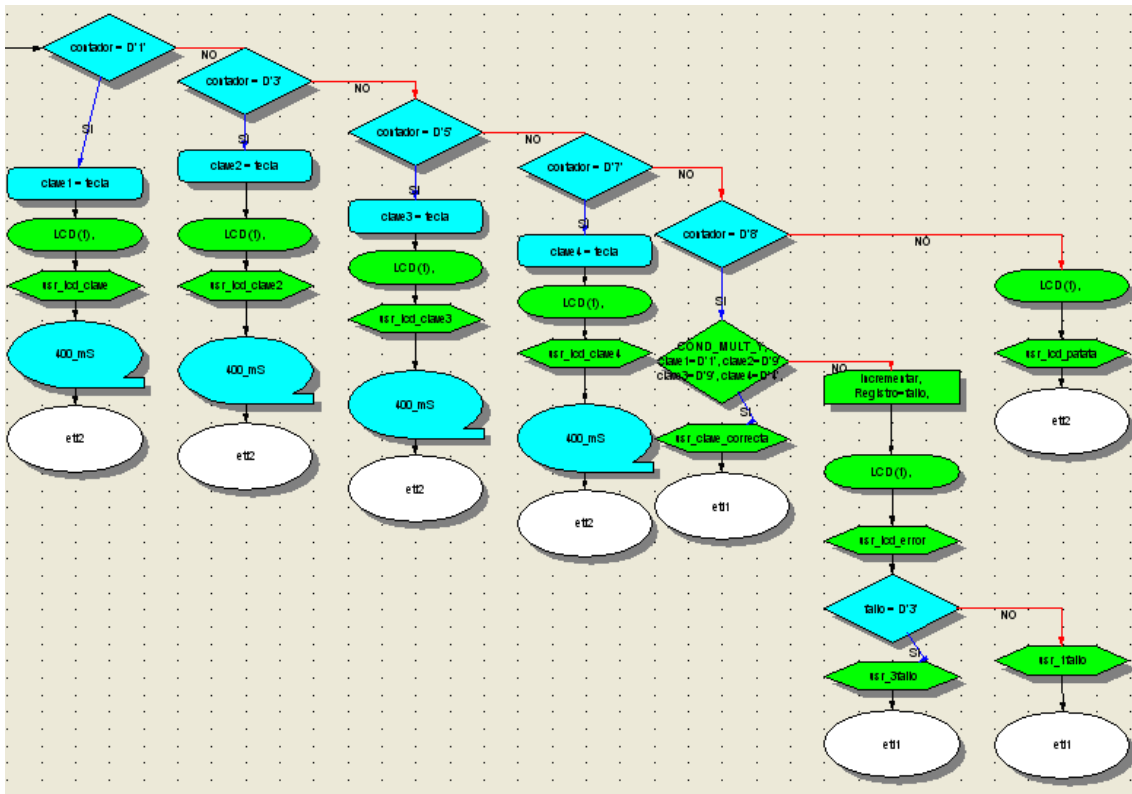 contador = D'1'
NO
contador = D'3'
NO
contador = D'5'
NO
contador = D'7'
NO
contador = D'8'
NO
SI
clave1 = tecla
LCD(1),
usr_lcd_clave
400_mS
ett2
SI
clave2 = tecla
LCD(1),
usr_lcd_clave2
400_mS
ett2
SI
clave3 = tecla
LCD(1),
usr_lcd_clave3
400_mS
ett2
SI
clave4 = tecla
LCD(1),
usr_lcd_clave4
400_mS
ett2
SI
COND_MULT_Y,
clave1=D'1', clave2=D'9',
clave3=D'9', clave4=D'4',
SI
usr_clave_correcta
ett1
NO
Incrementar,
Registro=fallo,
LCD(1),
usr_lcd_error
fallo = D'3'
SI
usr_3fallo
ett1
NO
usr_1fallo
ett1
LCD(1),
usr_lcd_patata
ett2